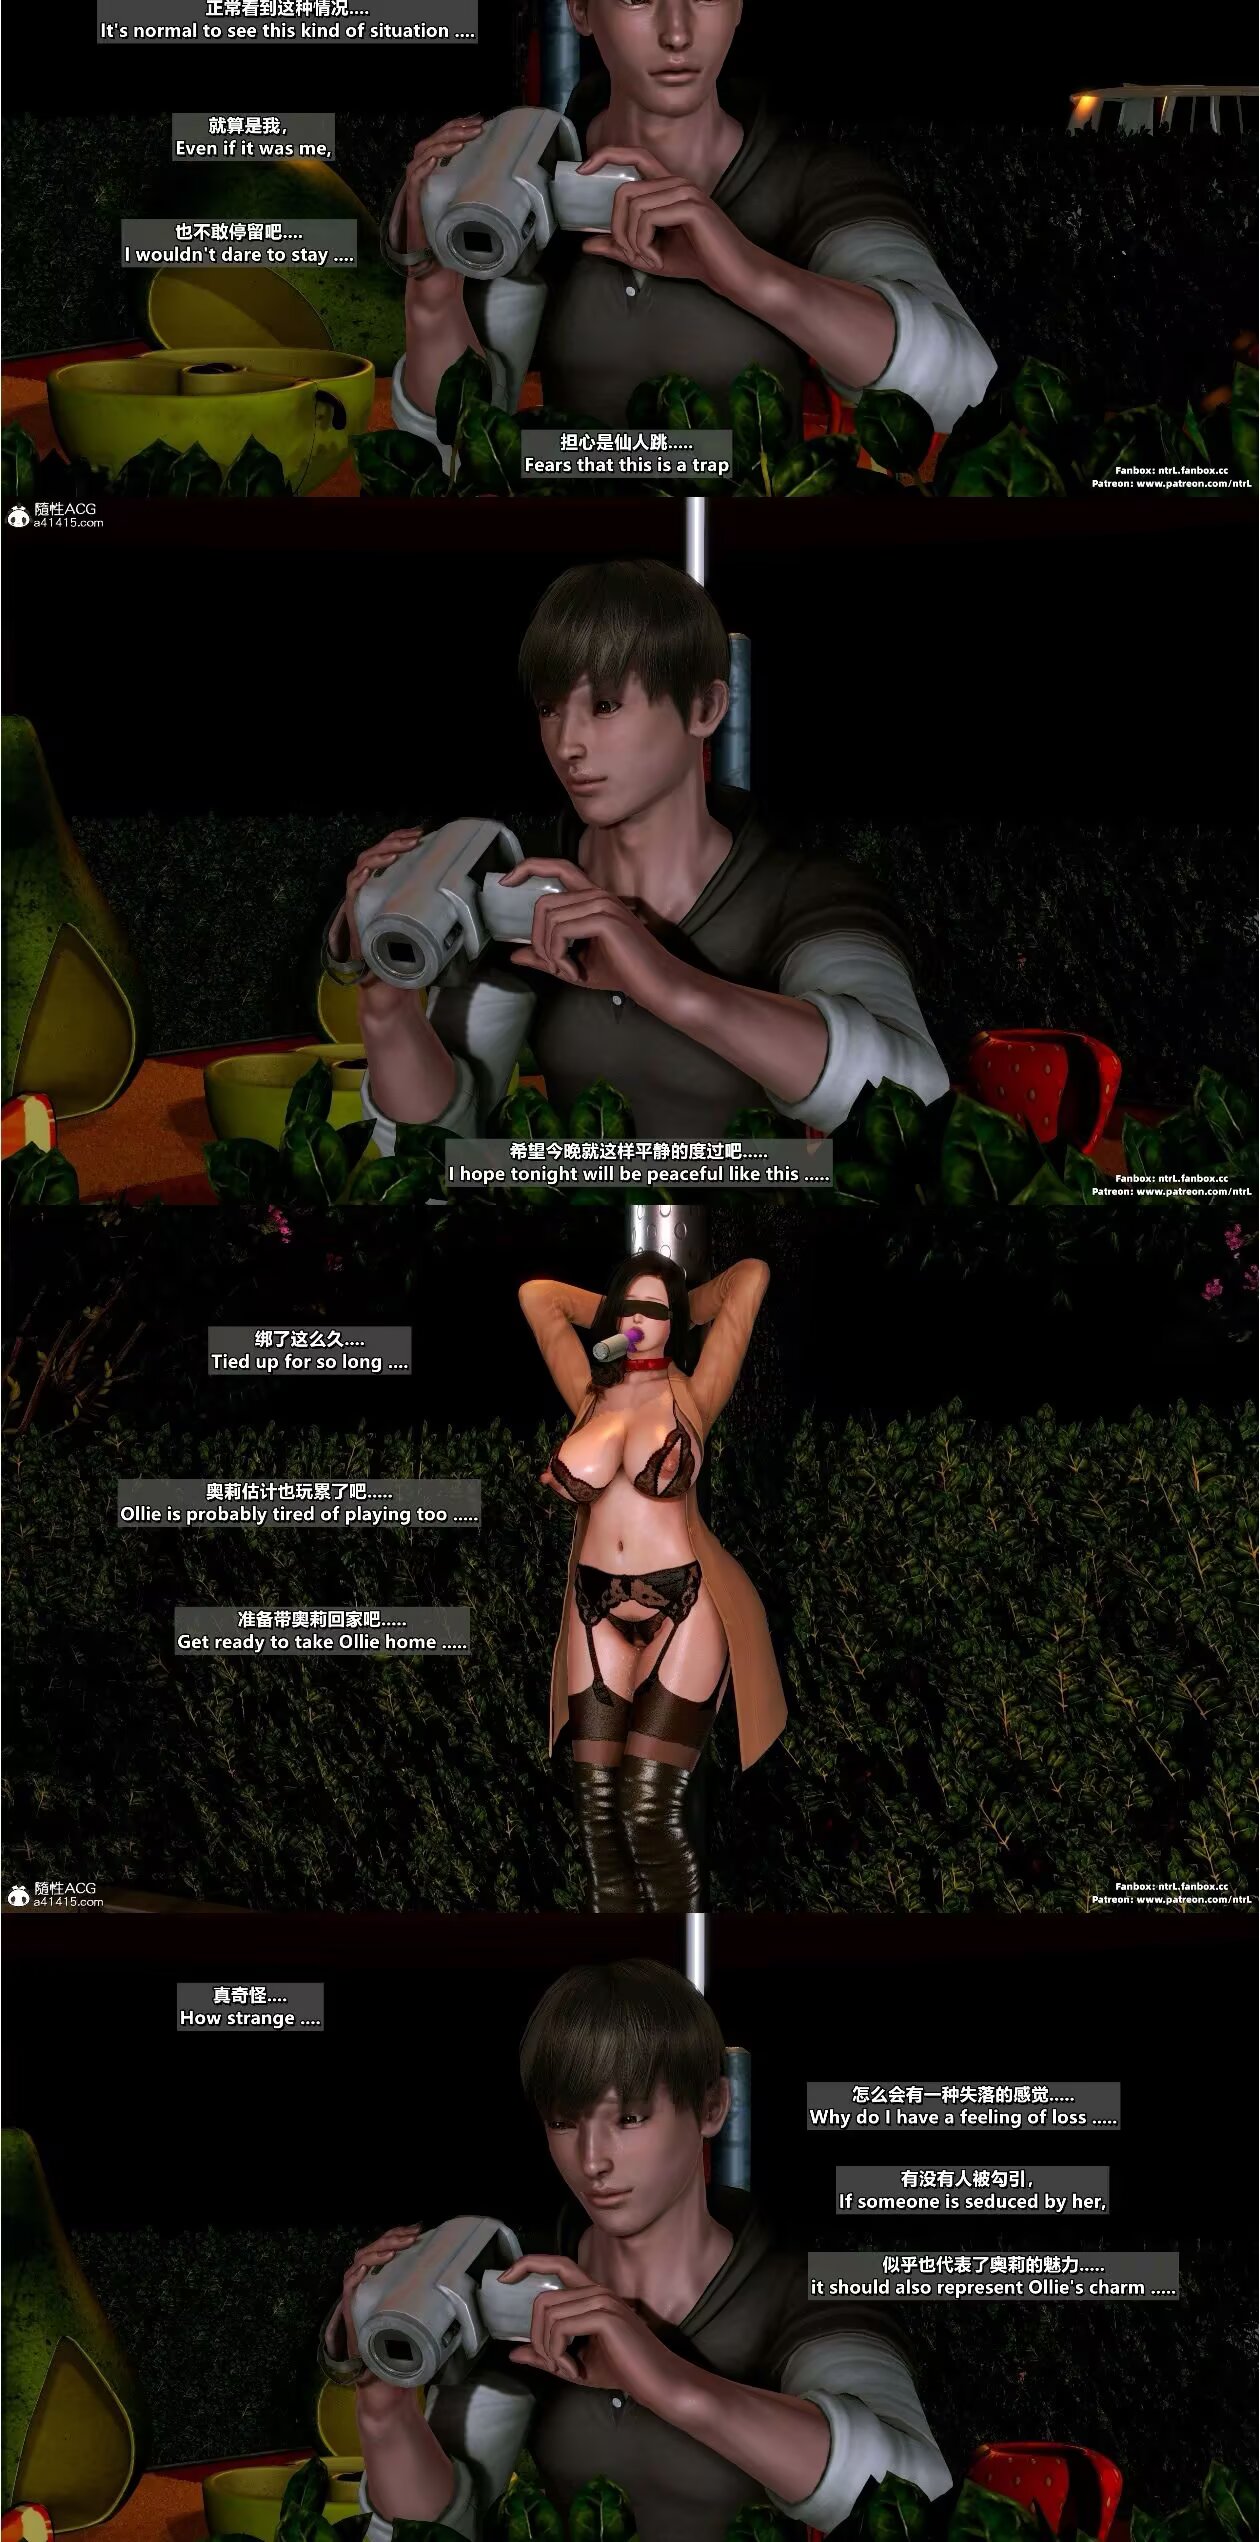 正常看到这种情况....
It's normal to see this kind of situation ....
就算是我，
Even if it was me,
也不敢停留吧....
I wouldn't dare to stay ....
担心是仙人跳.....
Fears that this is a trap
Fanbox: ntrL.fanbox.cc
Patreon: www.patreon.com/ntrL
隨性ACG
a41415.com
希望今晚就这样平静的度过吧.....
I hope tonight will be peaceful like this .....
Fanbox: ntrL.fanbox.cc
Patreon: www.patreon.com/ntrL
绑了这么久....
Tied up for so long ....
奥莉估计也玩累了吧.....
Ollie is probably tired of playing too .....
准备带奥莉回家吧.....
Get ready to take Ollie home .....
隨性ACG
a41415.com
Fanbox: ntrL.fanbox.cc
Patreon: www.patreon.com/ntrL
真奇怪....
How strange ....
怎么会有一种失落的感觉.....
Why do I have a feeling of loss .....
有没有人被勾引，
If someone is seduced by her,
似乎也代表了奥莉的魅力.....
it should also represent Ollie's charm .....